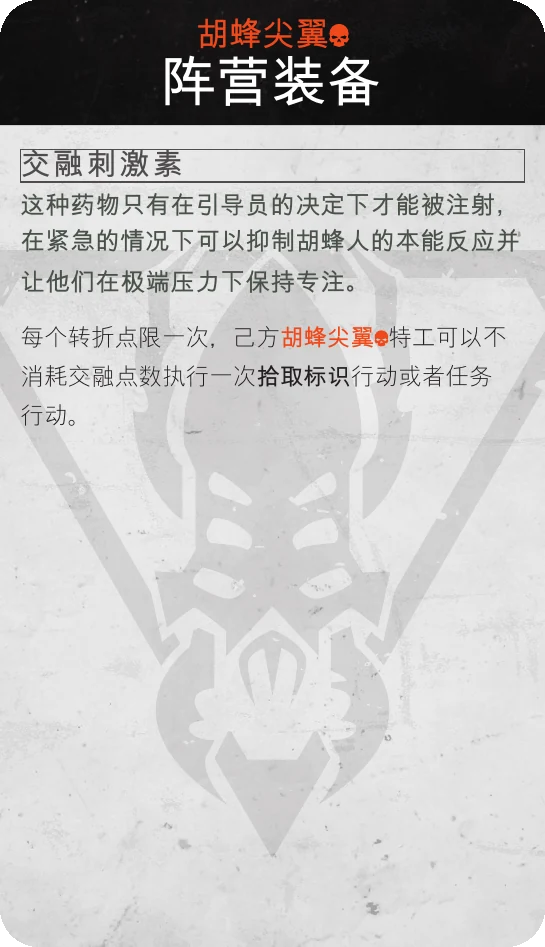 胡蜂尖翼
阵营装备
交融刺激素
这种药物只有在引导员的决定下才能被注射，
在紧急的情况下可以抑制胡蜂人的本能反应并
让他们在极端压力下保持专注。
每个转折点限一次，己方胡蜂尖翼特工可以不
消耗交融点数执行一次拾取标识行动或者任务
行动。